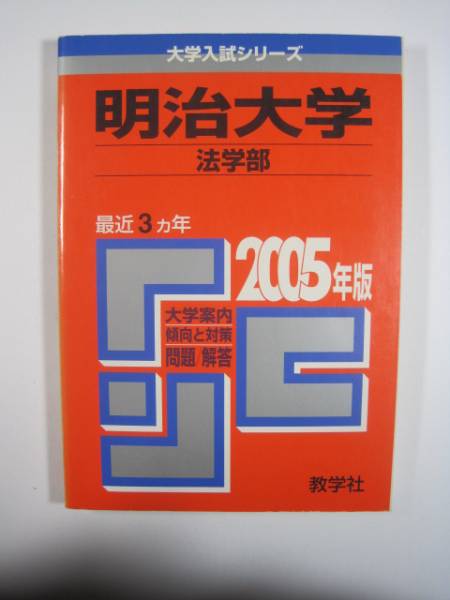 大学入試シリーズ
明治大学
法学部
最近3ヵ年
2005年版
大学案内
傾向と対策
問題/解答
教学社